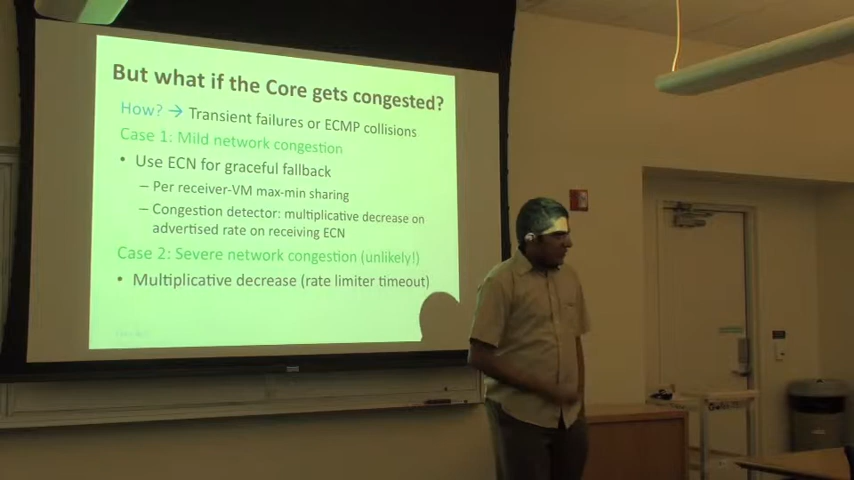 But what if the Core gets congested?
How? → Transient failures or ECMP collisions
Case 1: Mild network congestion
• Use ECN for graceful fallback
– Per receiver-VM max-min sharing
– Congestion detector: multiplicative decrease on
advertised rate on receiving ECN
Case 2: Severe network congestion (unlikely!)
• Multiplicative decrease (rate limiter timeout)